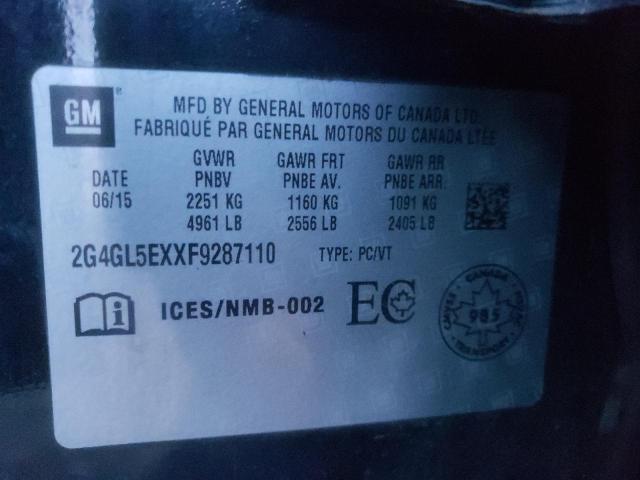 GM
MFD BY GENERAL MOTORS OF CANADA LTD.
FABRIQUÉ PAR GENERAL MOTORS DU CANADA LTÉE
GVWR GAWR FRT GAWR RR
DATE PNBV PNBE AV. PNBE ARR.
06/15 2251 KG 1160 KG 1091 KG
4961 LB 2556 LB 2405 LB
2G4GL5EXXF9287110 TYPE: PC/VT
i ICES/NMB-002 EC
CANADA
985
TRANSPORT